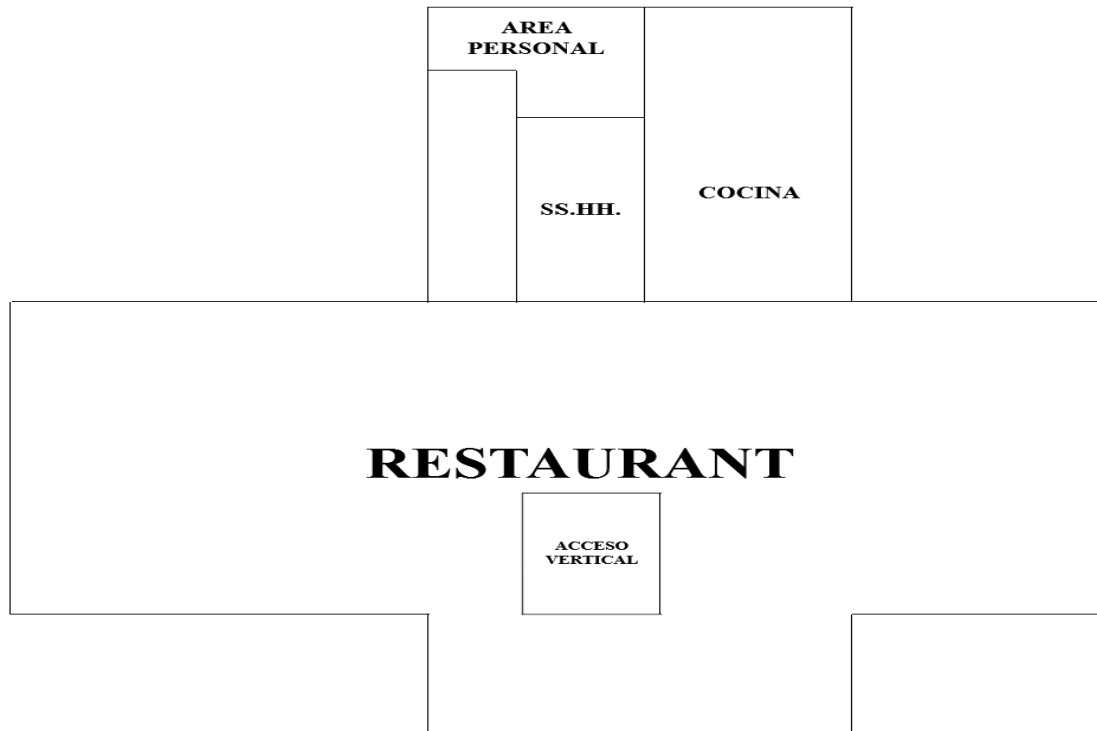 AREA
PERSONAL
COCINA
SS.HH.
RESTAURANT
ACCESO
VERTICAL